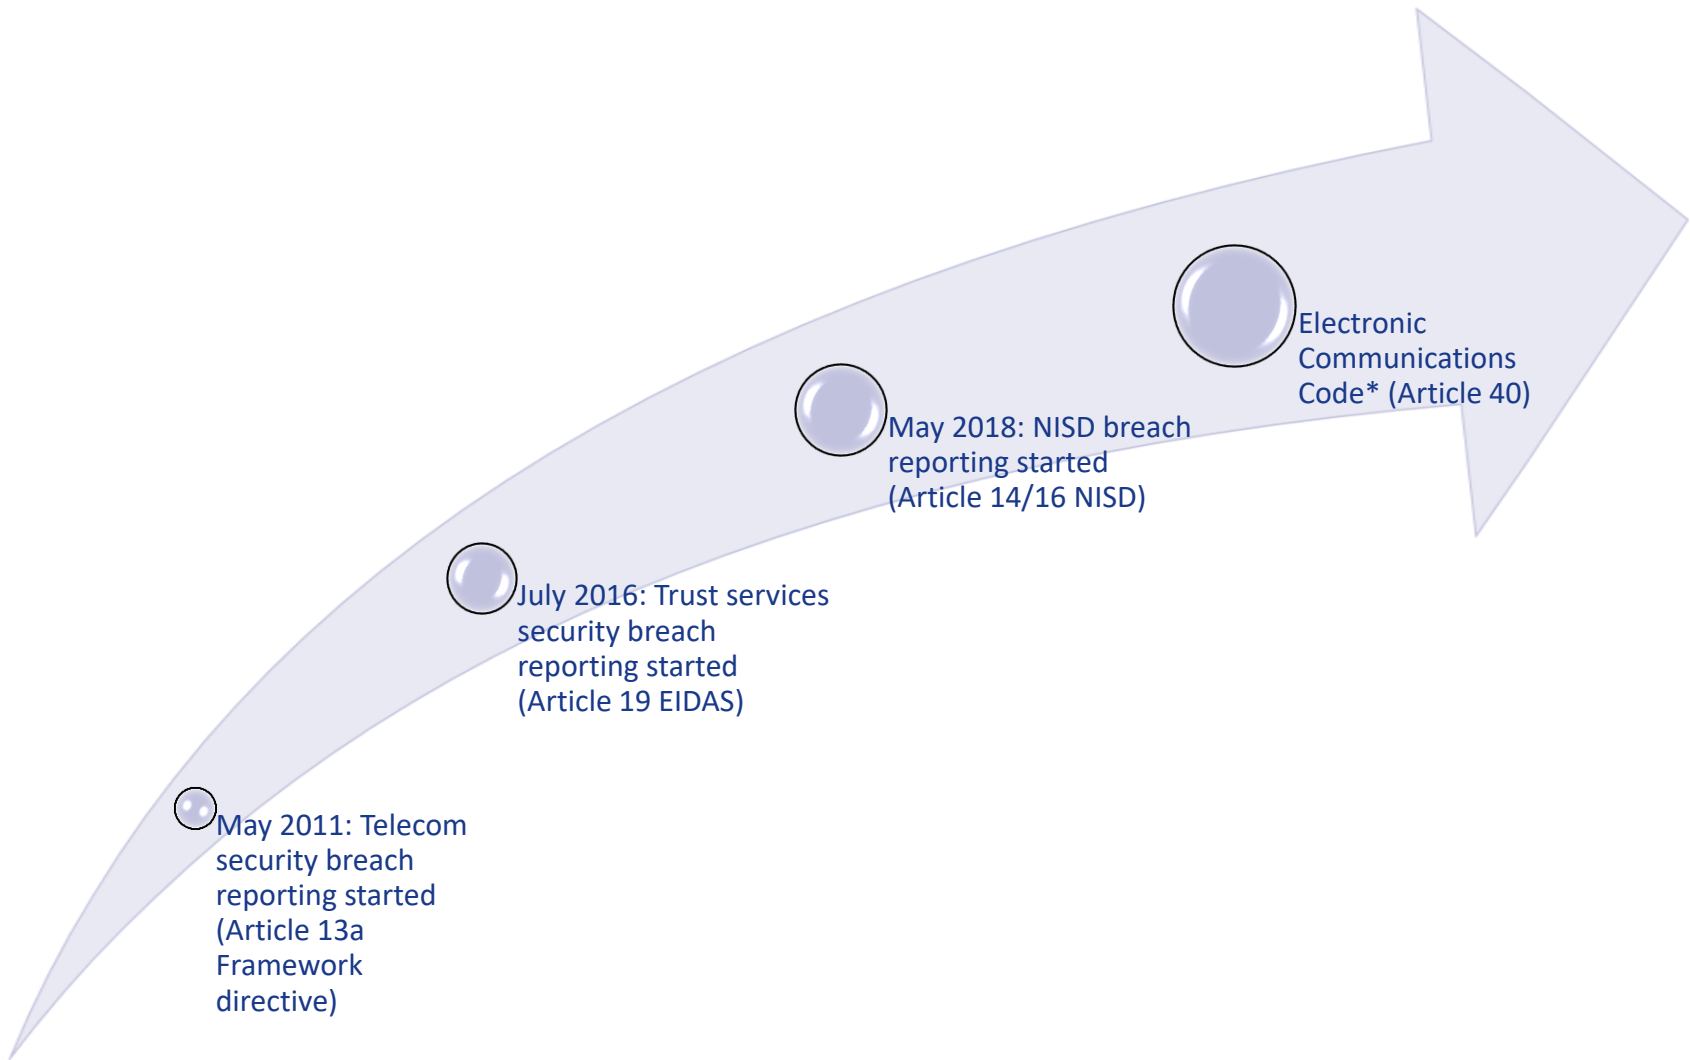 May 2011: Telecom
security breach
reporting started
(Article 13a
Framework
directive)
July 2016: Trust services
security breach
reporting started
(Article 19 EIDAS)
May 2018: NISD breach
reporting started
(Article 14/16 NISD)
Electronic
Communications
Code* (Article 40)